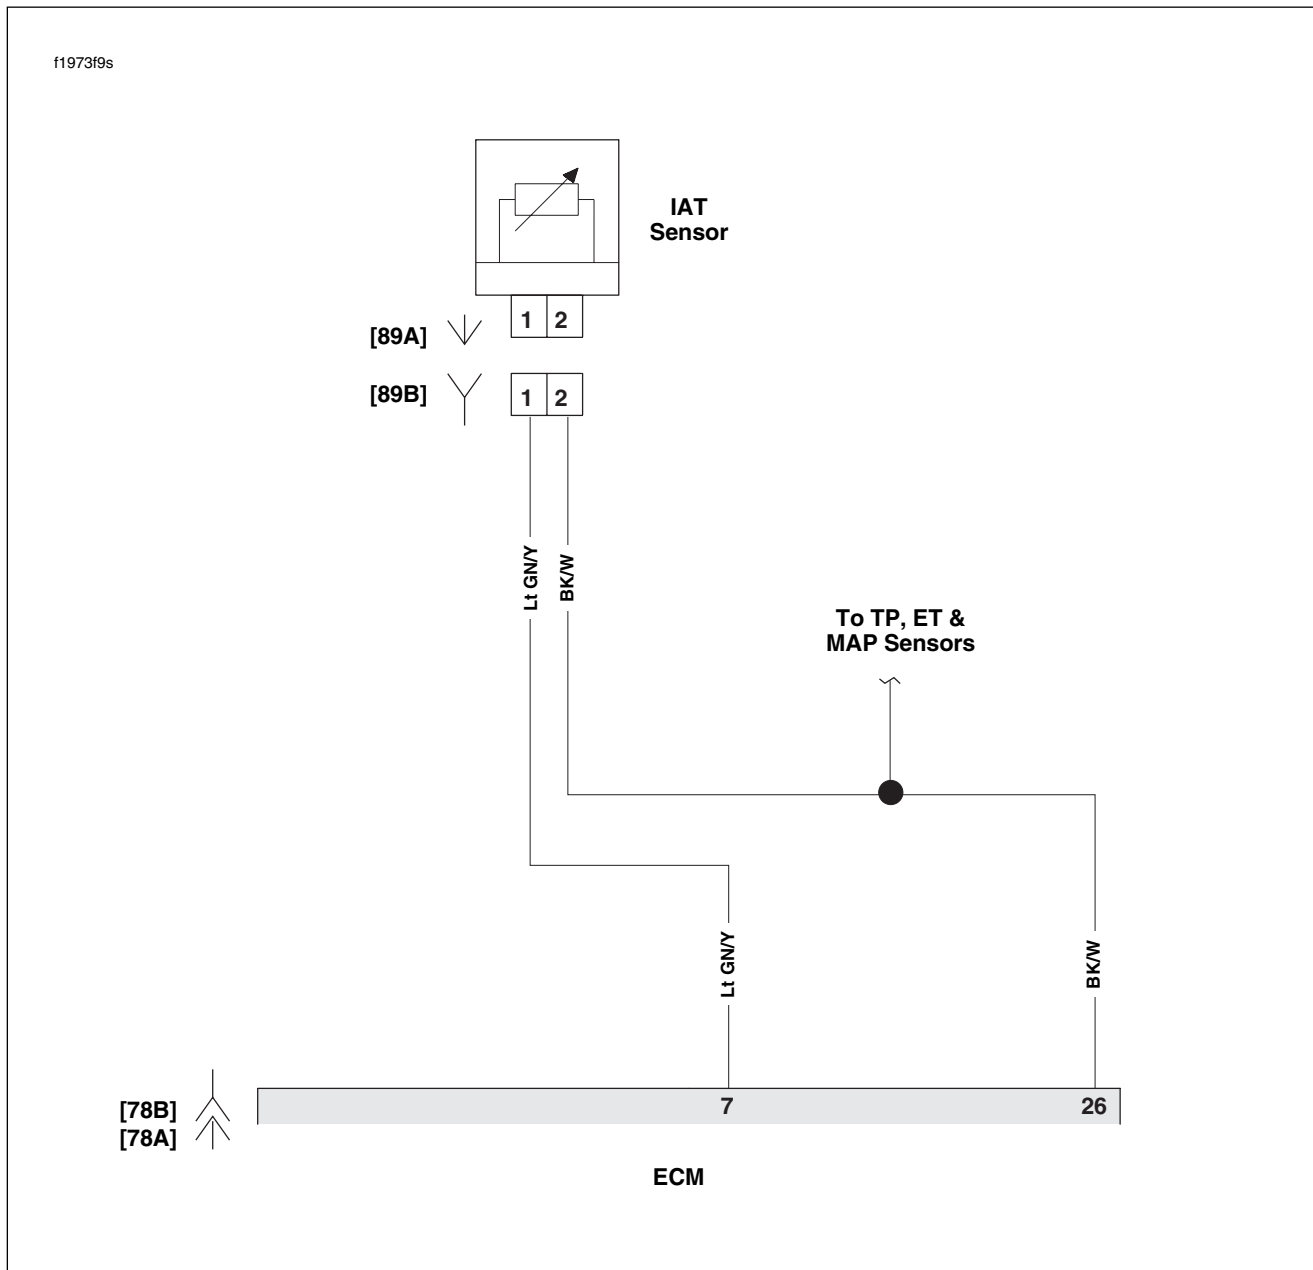 f1973f9s
IAT
Sensor
[89A]
1 2
[89B]
1 2
Lt GN/Y
BK/W
To TP, ET &
MAP Sensors
Lt GN/Y
BK/W
[78B]
[78A]
7
26
ECM